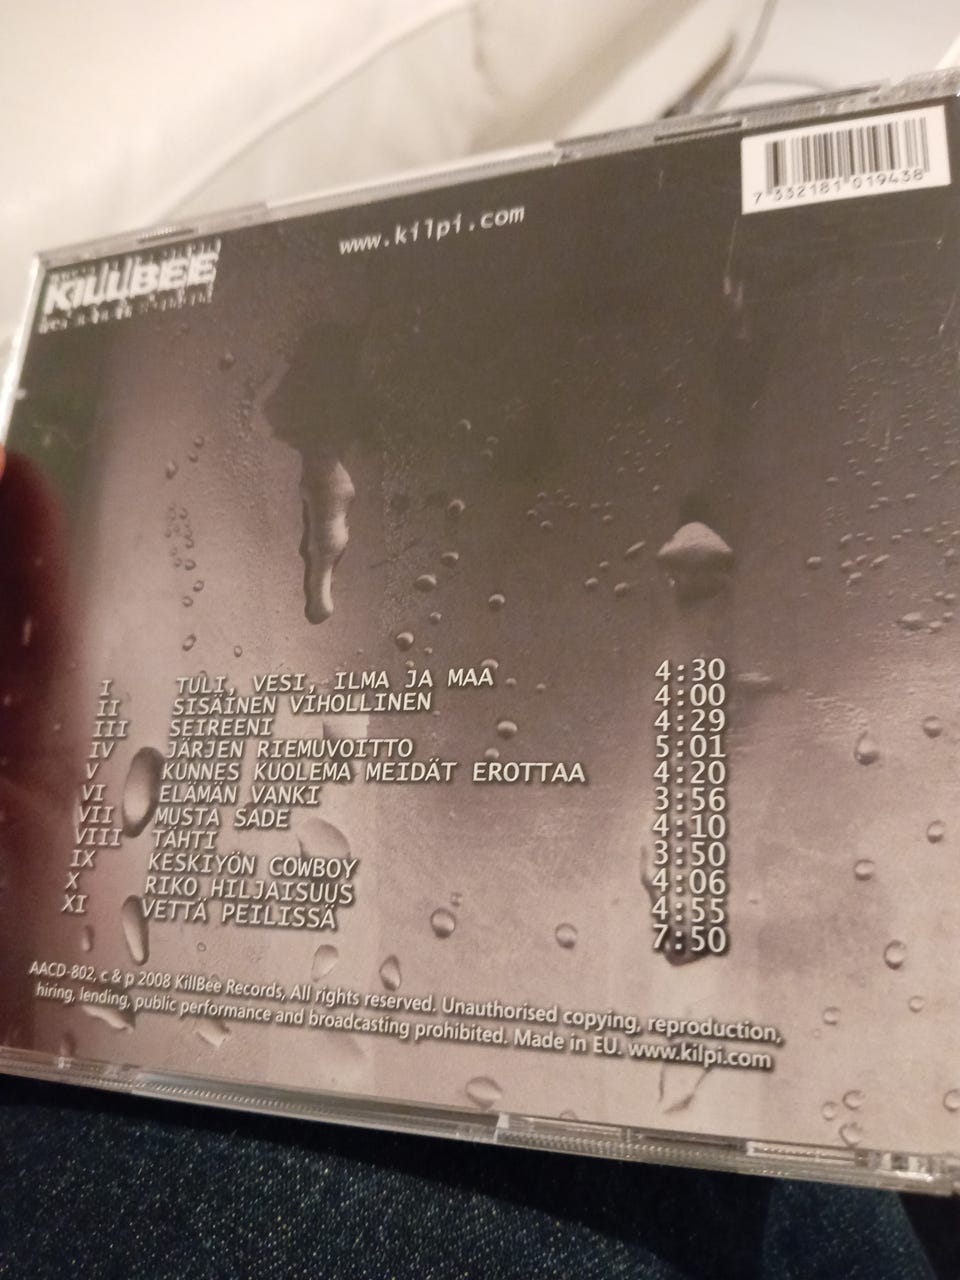 www.kilpi.com
7 332181 019438
KILLBEE
I TULI, VESI, ILMA JA MAA 4:30
II SISÄINEN VIHOLLINEN 4:00
III SEIREENI 4:29
IV JÄRJEN RIEMUVOITTO 5:01
V KUNNES KUOLEMA MEIDÄT EROTTAA 4:20
VI ELÄMÄN VANKI 3:56
VII MUSTA SADE 4:10
VIII TÄHTI 3:50
IX KESKIYÖN COWBOY 4:06
X RIKO HILJAISUUS 4:55
XI VETTÄ PEILISSÄ 7:50
AACD-802, c & p 2008 KillBee Records, All rights reserved. Unauthorised copying, reproduction,
hiring, lending, public performance and broadcasting prohibited. Made in EU. www.kilpi.com